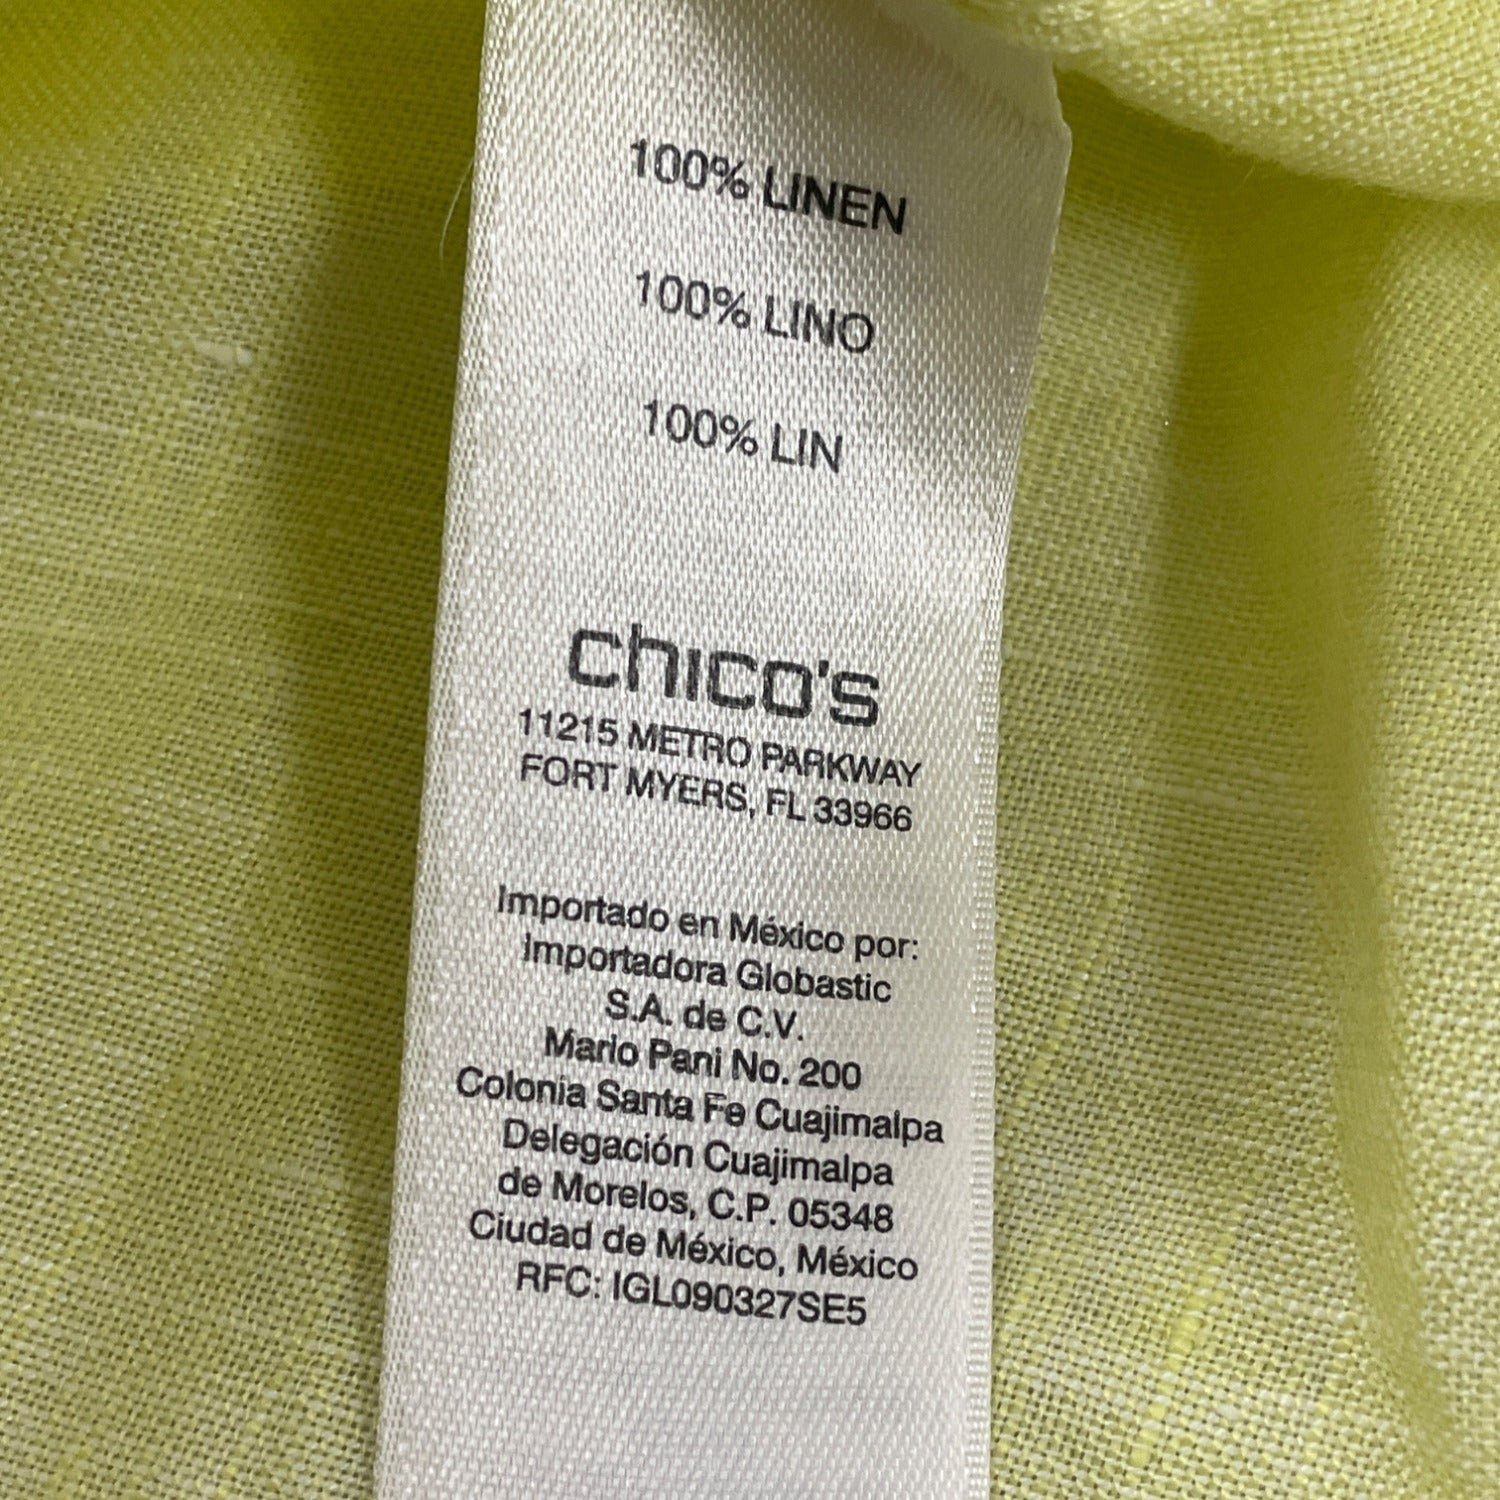 100% LINEN
100% LINO
100% LIN
chico's
11215 METRO PARKWAY
FORT MYERS, FL 33966
Importado en México por:
Importadora Globastic
S.A. de C.V.
Mario Pani No. 200
Colonia Santa Fe Cuajimalpa
Delegación Cuajimalpa
de Morelos, C.P. 05348
Ciudad de México, México
RFC: IGL090327SE5